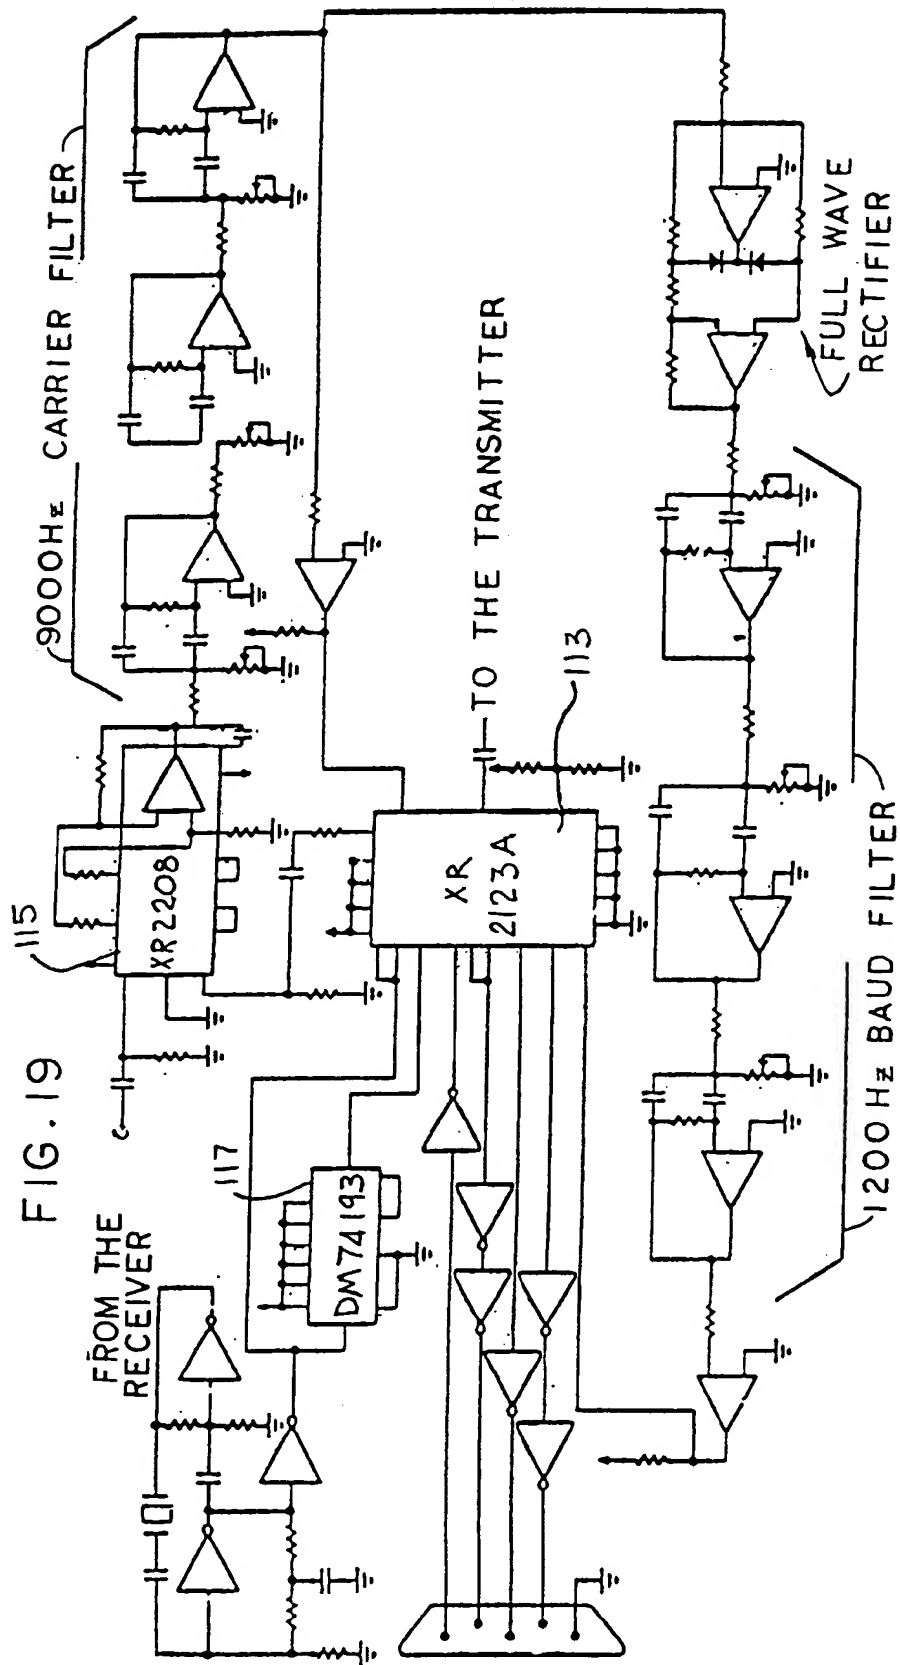 FIG. 19
FROM THE
RECEIVER
115
XR2208
9000Hz CARRIER FILTER
117
DM74193
XR
2123A
113
TO THE TRANSMITTER
FULL WAVE
RECTIFIER
1200Hz BAUD FILTER